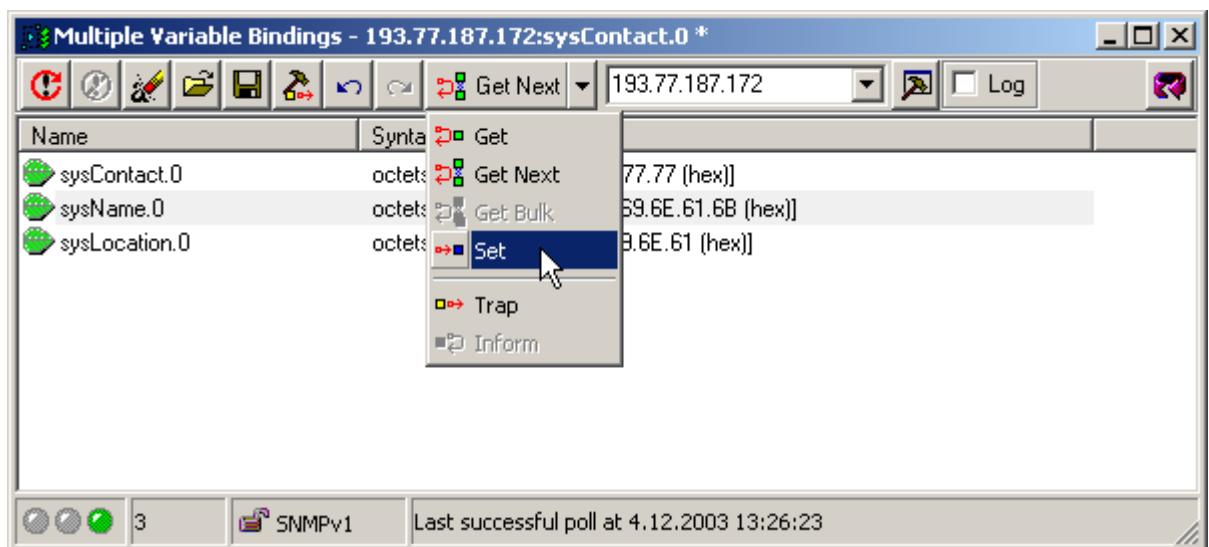 Multiple Variable Bindings - 193.77.187.172:sysContact.0 *
Get Next 193.77.187.172 Log
Name Synta
Get
sysContact.0 octets Get Next 77.77 (hex)]
sysName.0 octets Get Bulk 69.6E.61.6B (hex)]
sysLocation.0 octets Set 9.6E.61 (hex)]
Trap
Inform
3 SNMPv1 Last successful poll at 4.12.2003 13:26:23